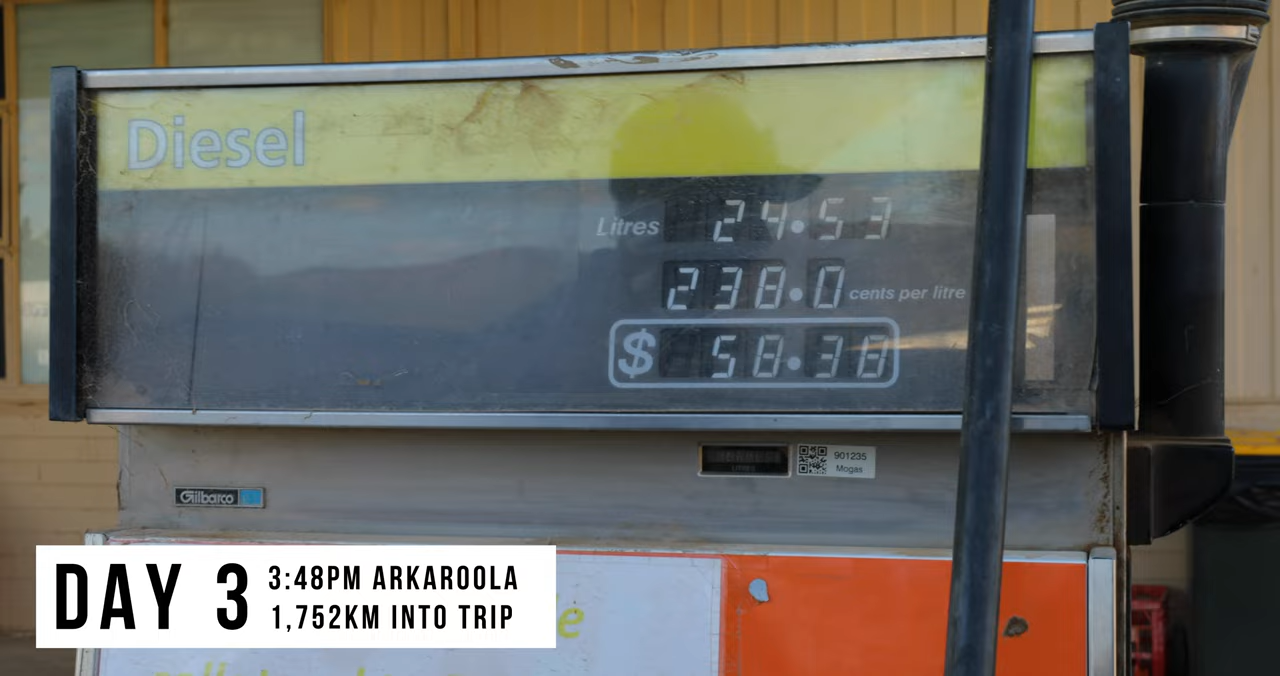 Diesel
Litres 24.53
238.0 cents per litre
$ 58.38
901235
Mogas
Gilbarco
DAY 3
3:48PM ARKAROOLA
1,752KM INTO TRIP